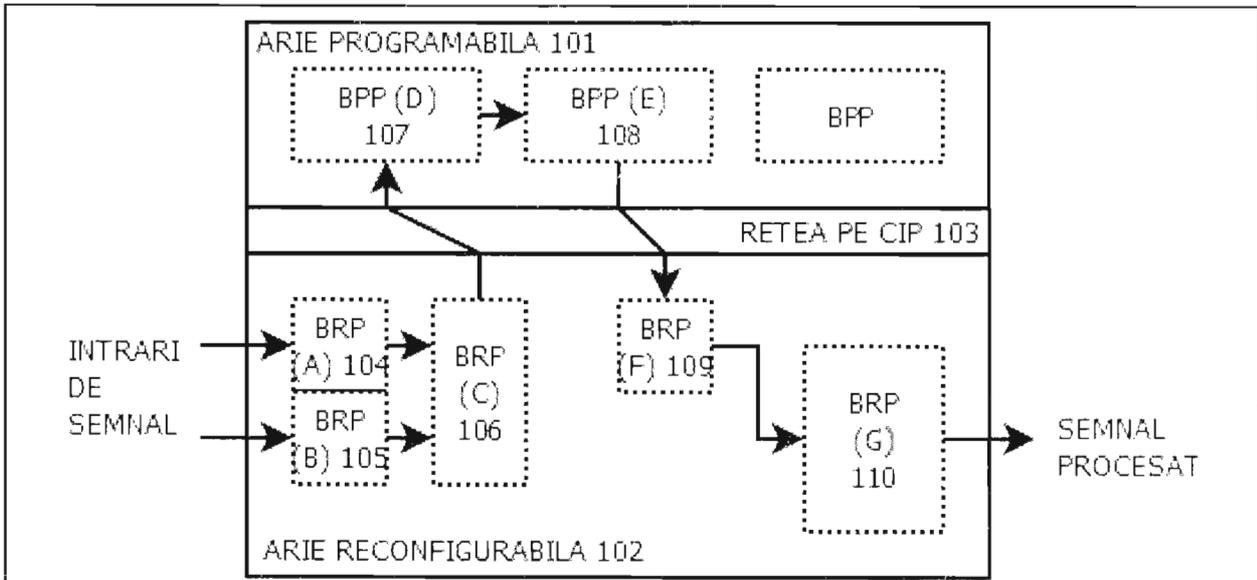 ARIE PROGRAMABILA 101
BPP (D)
107
BPP (E)
108
BPP
RETEA PE CIP 103
INTRARI
DE
SEMNAL
BRP
(A) 104
BRP
(B) 105
BRP
(C)
106
BRP
(F) 109
BRP
(G)
110
SEMNAL
PROCESAT
ARIE RECONFIGURABILA 102